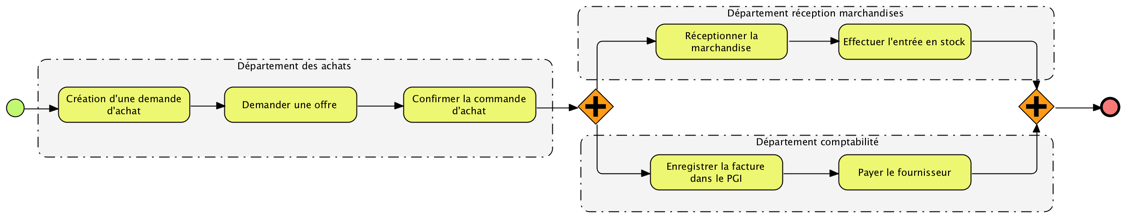 Département des achats
Création d'une demande
d'achat
Demander une offre
Confirmer la commande
d'achat
Département réception marchandises
Réceptionner la
marchandise
Effectuer l'entrée en stock
Département comptabilité
Enregistrer la facture
dans le PGI
Payer le fournisseur